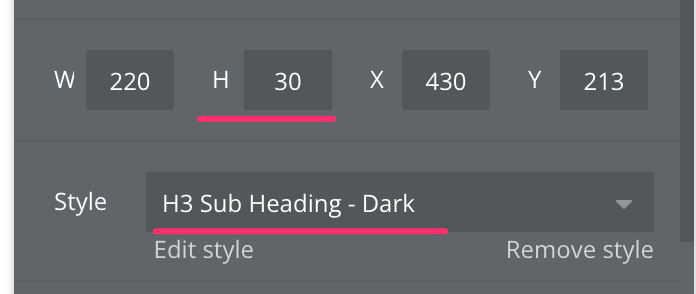 W 220 H 30 X 430 Y 213
Style H3 Sub Heading - Dark
Edit style Remove style